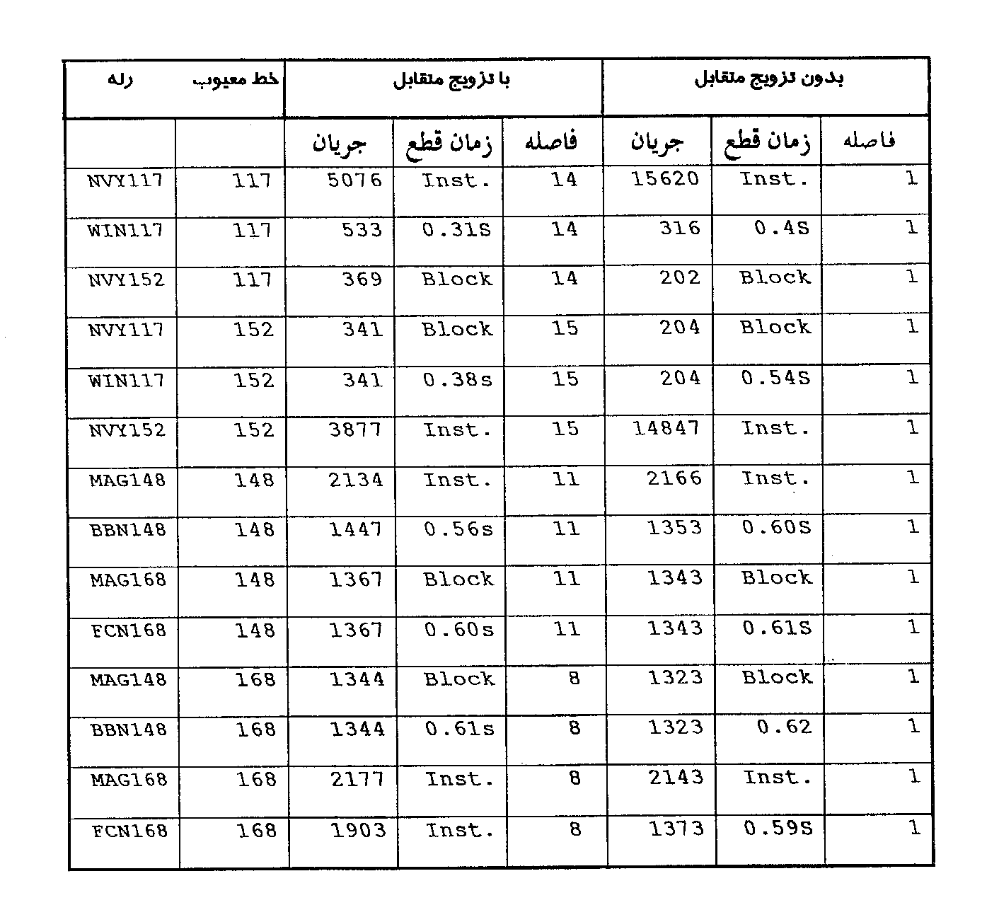 رله خط معیوب با تزویج متقابل بدون تزویج متقابل
جریان زمان قطع فاصله جریان زمان قطع فاصله
NVY117 117 5076 Inst. 14 15620 Inst. 1
WIN117 117 533 0.31S 14 316 0.4S 1
NVY152 117 369 Block 14 202 Block 1
NVY117 152 341 Block 15 204 Block 1
WIN117 152 341 0.38s 15 204 0.54S 1
NVY152 152 3877 Inst. 15 14847 Inst. 1
MAG148 148 2134 Inst. 11 2166 Inst. 1
BBN148 148 1447 0.56s 11 1353 0.60S 1
MAG168 148 1367 Block 11 1343 Block 1
FCN168 148 1367 0.60s 11 1343 0.61S 1
MAG148 168 1344 Block 8 1323 Block 1
BBN148 168 1344 0.61s 8 1323 0.62 1
MAG168 168 2177 Inst. 8 2143 Inst. 1
FCN168 168 1903 Inst. 8 1373 0.59S 1